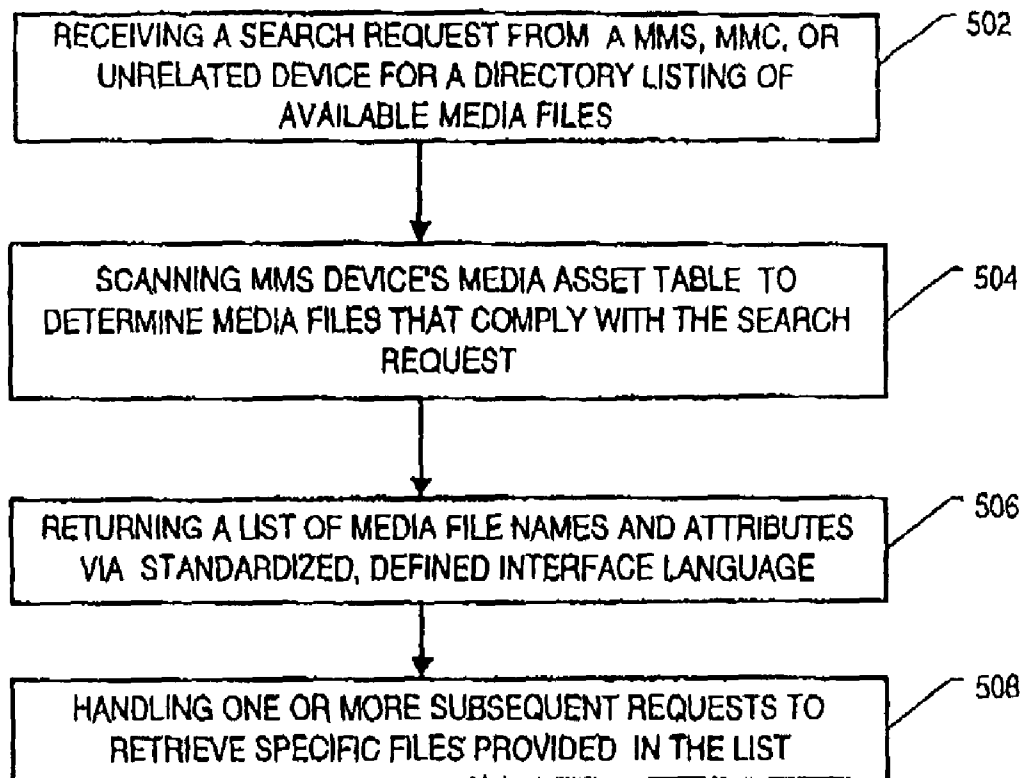 RECEIVING A SEARCH REQUEST FROM A MMS, MMC, OR
UNRELATED DEVICE FOR A DIRECTORY LISTING OF
AVAILABLE MEDIA FILES
502
SCANNING MMS DEVICE'S MEDIA ASSET TABLE TO
DETERMINE MEDIA FILES THAT COMPLY WITH THE SEARCH
REQUEST
504
RETURNING A LIST OF MEDIA FILE NAMES AND ATTRIBUTES
VIA STANDARDIZED, DEFINED INTERFACE LANGUAGE
506
HANDLING ONE OR MORE SUBSEQUENT REQUESTS TO
RETRIEVE SPECIFIC FILES PROVIDED IN THE LIST
508